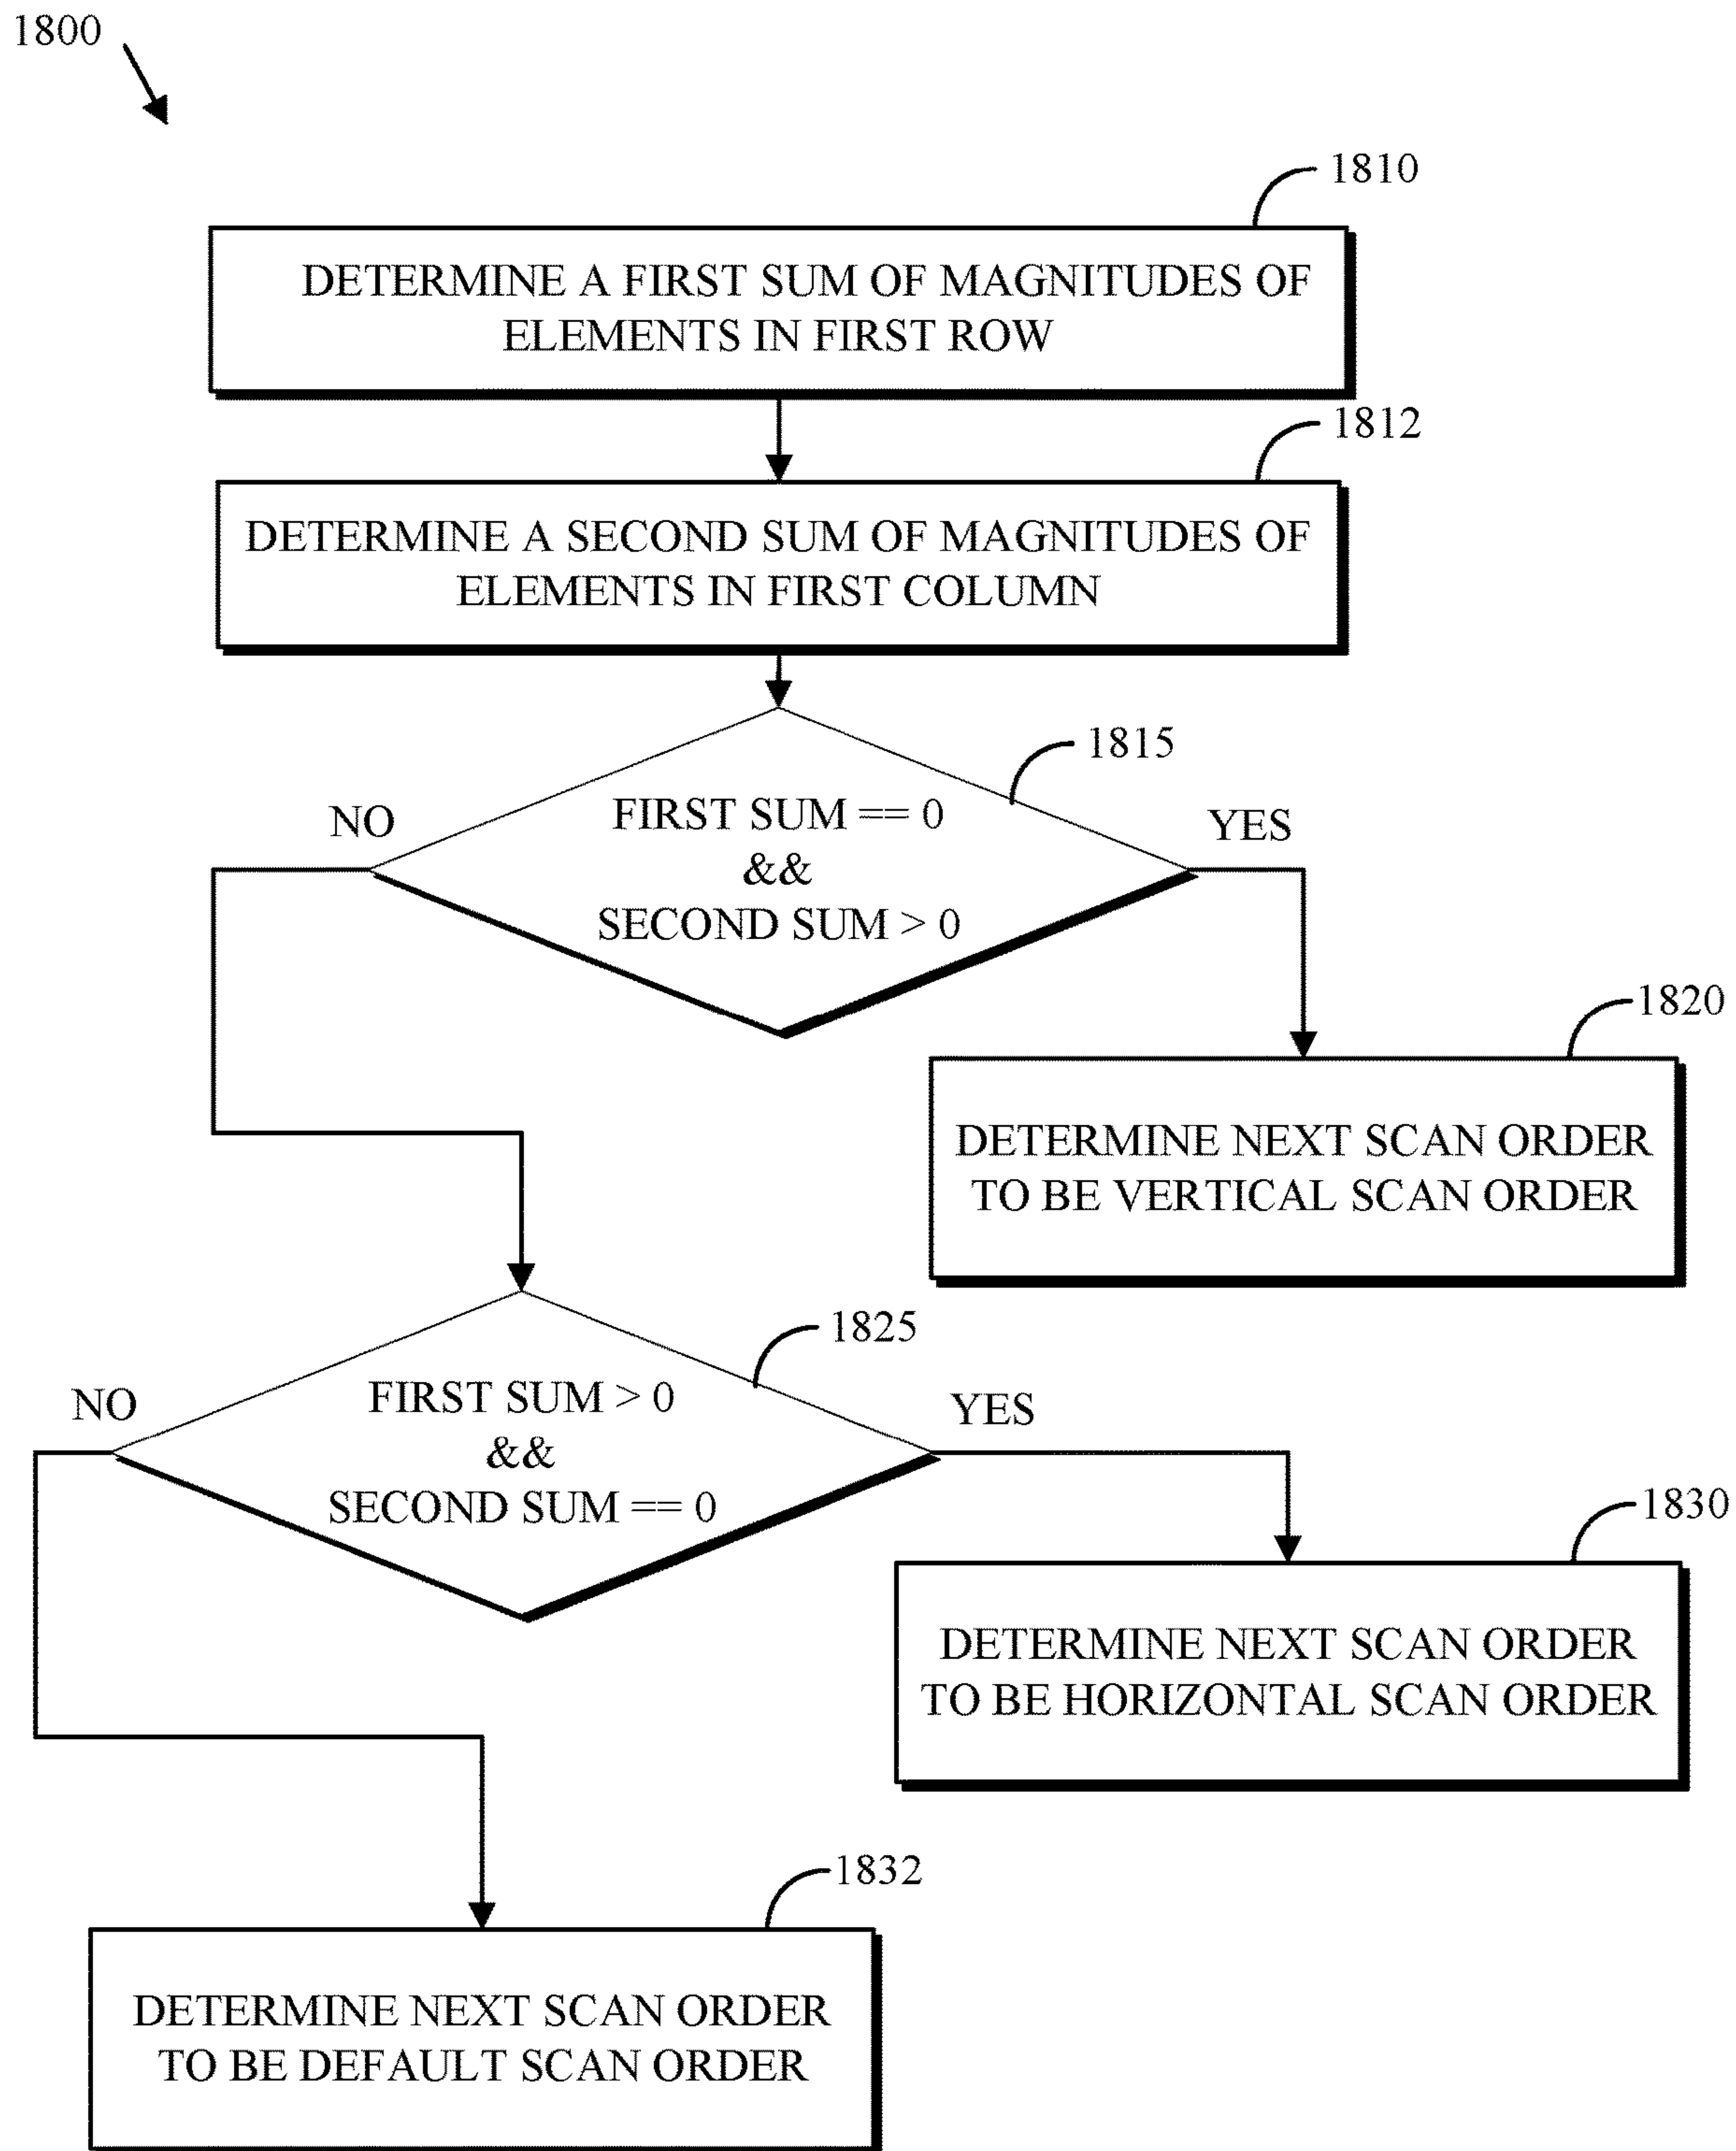 1800
1810
DETERMINE A FIRST SUM OF MAGNITUDES OF
ELEMENTS IN FIRST ROW
1812
DETERMINE A SECOND SUM OF MAGNITUDES OF
ELEMENTS IN FIRST COLUMN
1815
NO
FIRST SUM == 0
&&
SECOND SUM > 0
YES
1820
DETERMINE NEXT SCAN ORDER
TO BE VERTICAL SCAN ORDER
1825
NO
FIRST SUM > 0
&&
SECOND SUM == 0
YES
1830
DETERMINE NEXT SCAN ORDER
TO BE HORIZONTAL SCAN ORDER
1832
DETERMINE NEXT SCAN ORDER
TO BE DEFAULT SCAN ORDER